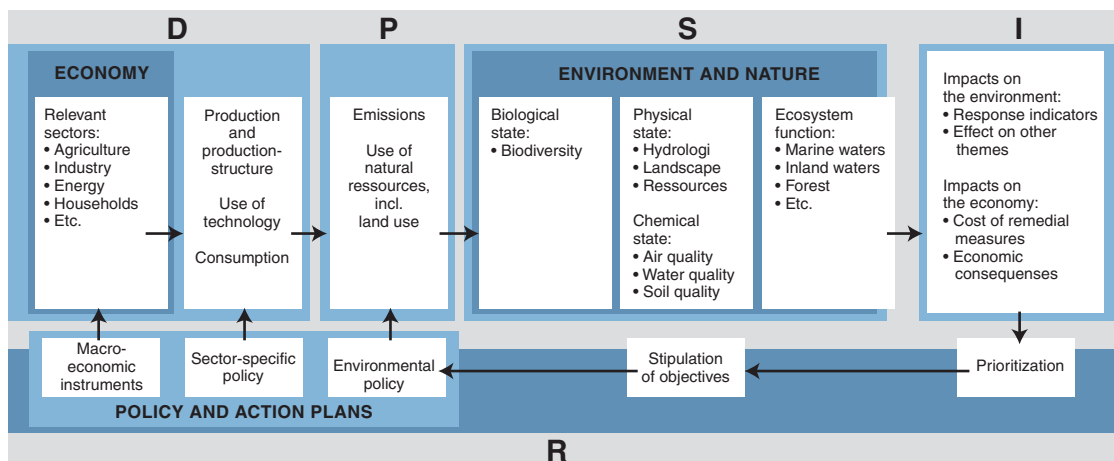 D
P
S
I
ECONOMY
Relevant
sectors:
• Agriculture
• Industry
• Energy
• Households
• Etc.
Production and
production-
structure
Use of
technology
Consumption
Emissions
Use of
natural
ressources,
incl.
land use
ENVIRONMENT AND NATURE
Biological
state:
• Biodiversity
Physical
state:
• Hydrologi
• Landscape
• Ressources
Chemical
state:
• Air quality
• Water quality
• Soil quality
Ecosystem
function:
• Marine waters
• Inland waters
• Forest
• Etc.
Impacts on
the environment:
• Response indicators
• Effect on other
themes
Impacts on
the economy:
• Cost of remedial
measures
• Economic
consequenses
Macro-
economic
instruments
Sector-specific
policy
Environmental
policy
Stipulation
of objectives
Prioritization
POLICY AND ACTION PLANS
R